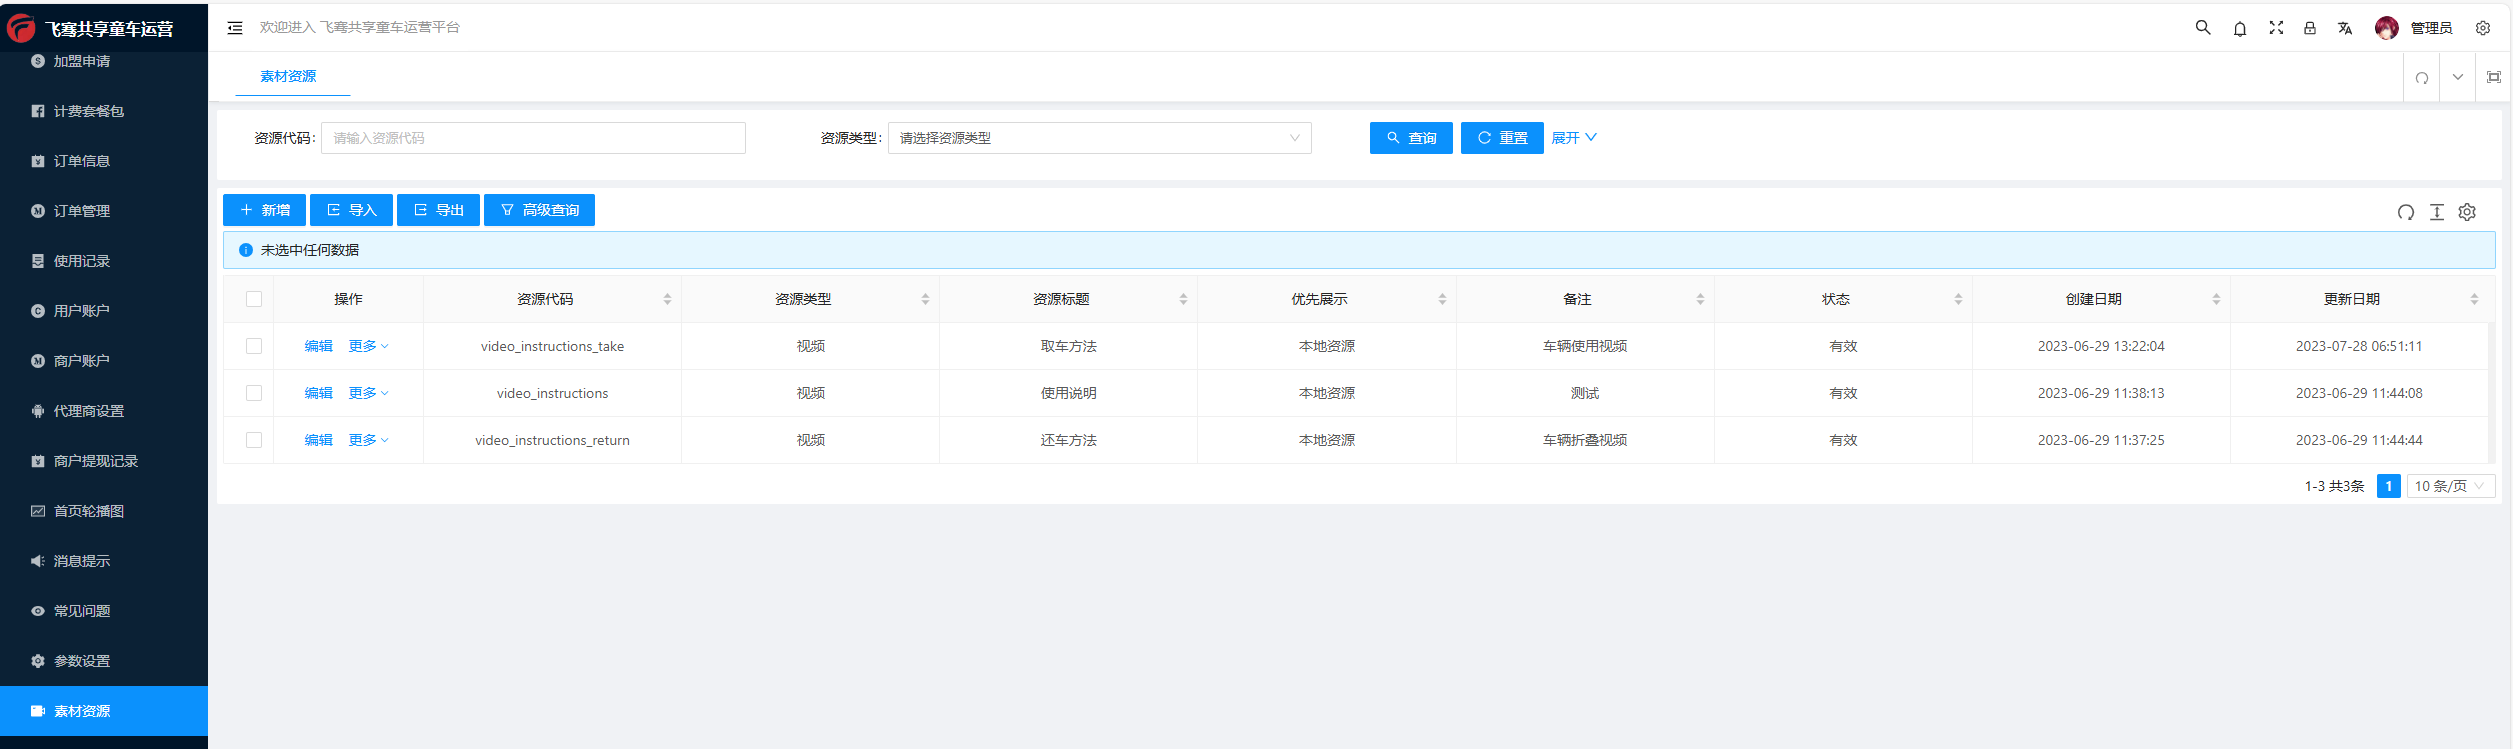 飞骞共享童车运营
欢迎进入 飞骞共享童车运营平台
管理员
加盟申请
计费套餐包
订单信息
订单管理
使用记录
用户账户
商户账户
代理商设置
商户提现记录
首页轮播图
消息提示
常见问题
参数设置
素材资源
素材资源
资源代码: 请输入资源代码 资源类型: 请选择资源类型 查询 重置 展开
新增 导入 导出 高级查询
未选中任何数据
操作 资源代码 资源类型 资源标题 优先展示 备注 状态 创建日期 更新日期
编辑 更多 video_instructions_take 视频 取车方法 本地资源 车辆使用视频 有效 2023-06-29 13:22:04 2023-07-28 06:51:11
编辑 更多 video_instructions 视频 使用说明 本地资源 测试 有效 2023-06-29 11:38:13 2023-06-29 11:44:08
编辑 更多 video_instructions_return 视频 还车方法 本地资源 车辆折叠视频 有效 2023-06-29 11:37:25 2023-06-29 11:44:44
1-3 共3条 1 10 条/页